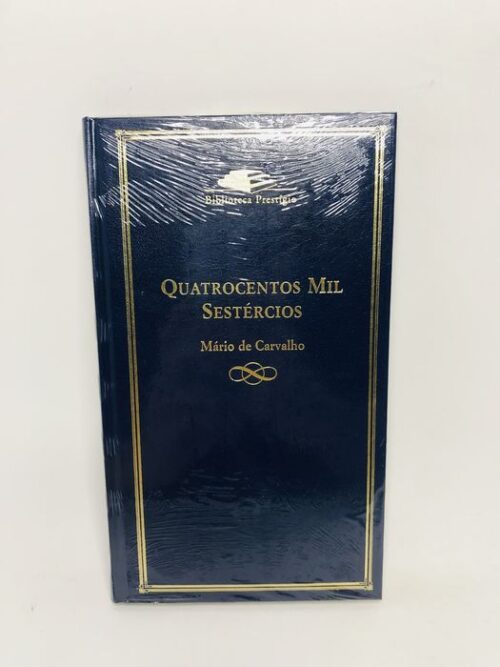 Biblioteca Prestígio
QUATROCENTOS MIL
SESTÉRCIOS
Mário de Carvalho